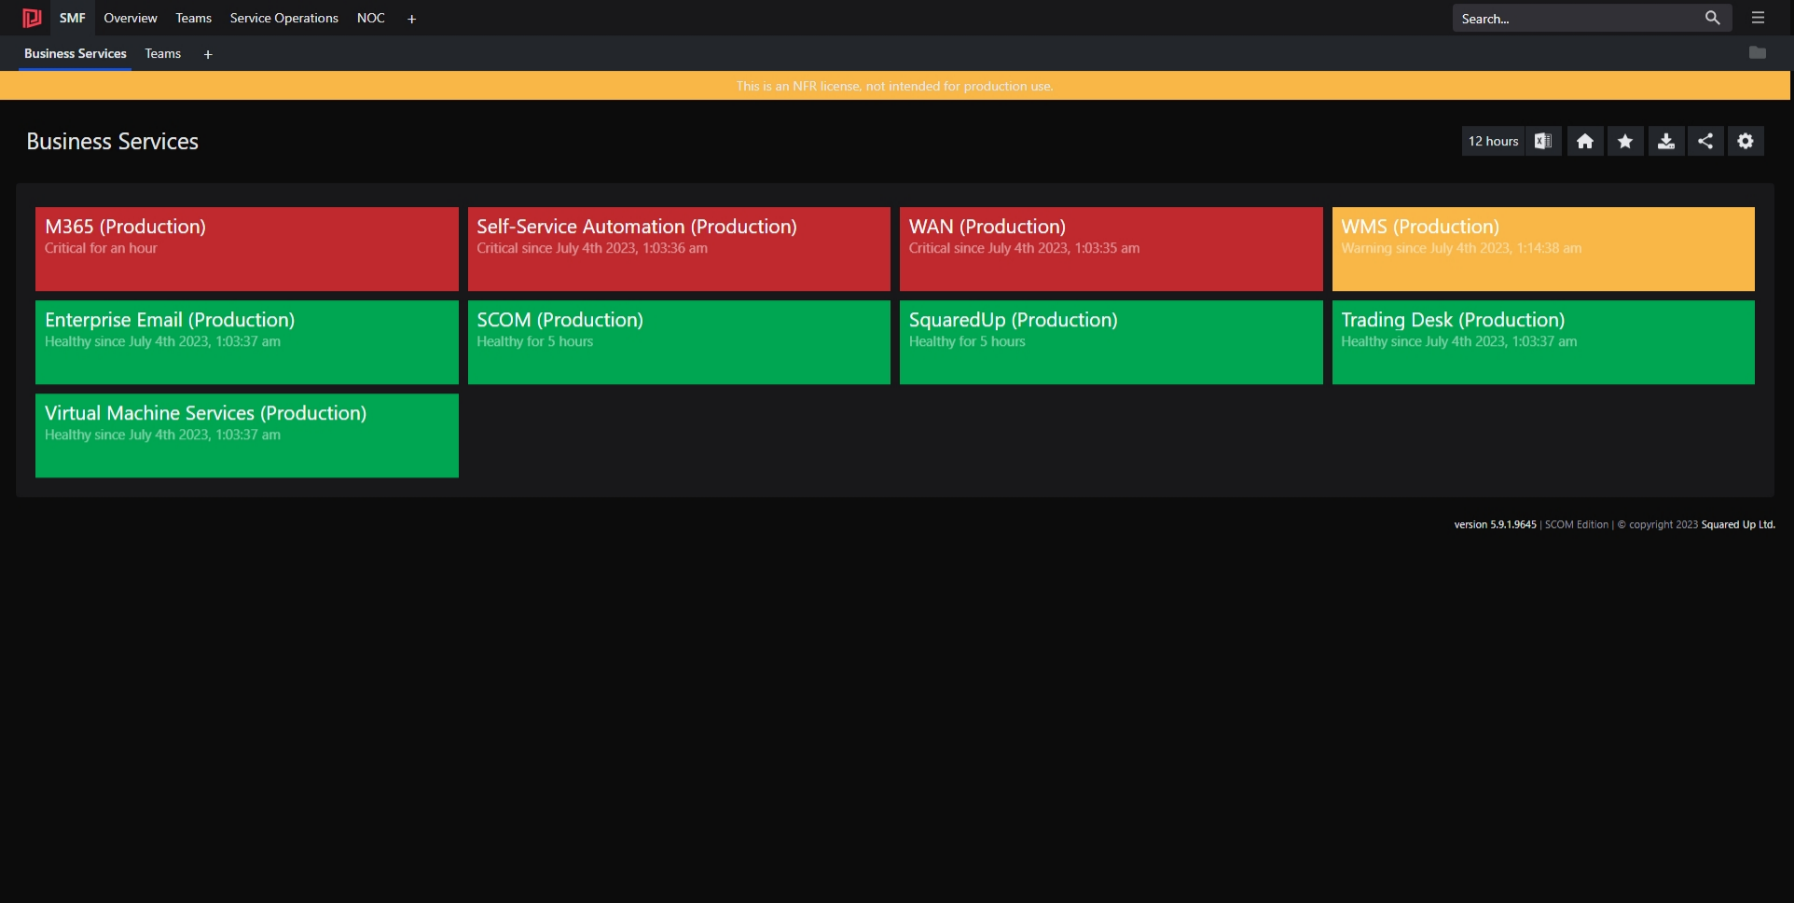 SMF Overview Teams Service Operations NOC + Search...
Business Services Teams +
This is an NFR license, not intended for production use.
Business Services 12 hours
M365 (Production)
Critical for an hour
Self-Service Automation (Production)
Critical since July 4th 2023, 1:03:36 am
WAN (Production)
Critical since July 4th 2023, 1:03:35 am
WMS (Production)
Warning since July 4th 2023, 1:14:38 am
Enterprise Email (Production)
Healthy since July 4th 2023, 1:03:37 am
SCOM (Production)
Healthy for 5 hours
SquaredUp (Production)
Healthy for 5 hours
Trading Desk (Production)
Healthy since July 4th 2023, 1:03:37 am
Virtual Machine Services (Production)
Healthy since July 4th 2023, 1:03:37 am
version 5.9.1.9645 | SCOM Edition | © copyright 2023 Squared Up Ltd.